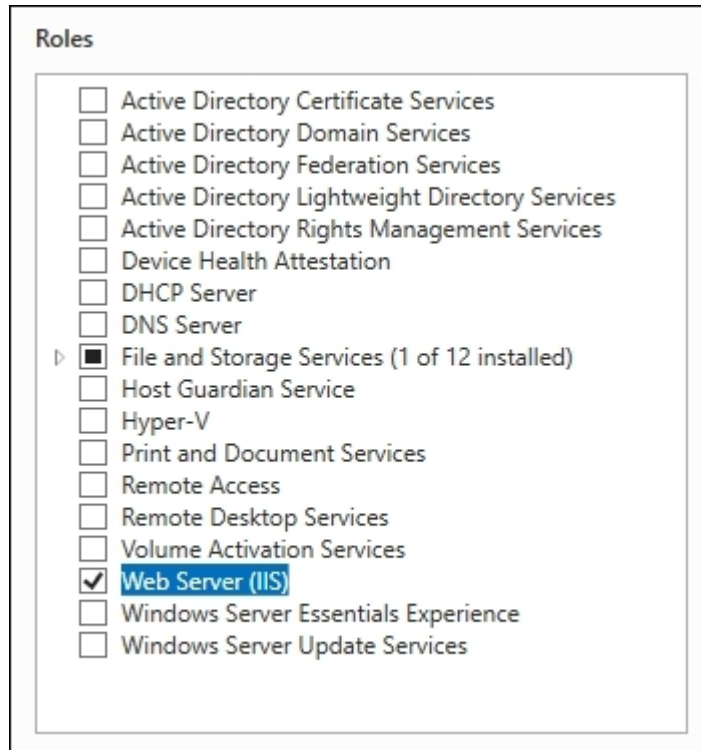 Roles
Active Directory Certificate Services
Active Directory Domain Services
Active Directory Federation Services
Active Directory Lightweight Directory Services
Active Directory Rights Management Services
Device Health Attestation
DHCP Server
DNS Server
File and Storage Services (1 of 12 installed)
Host Guardian Service
Hyper-V
Print and Document Services
Remote Access
Remote Desktop Services
Volume Activation Services
Web Server (IIS)
Windows Server Essentials Experience
Windows Server Update Services